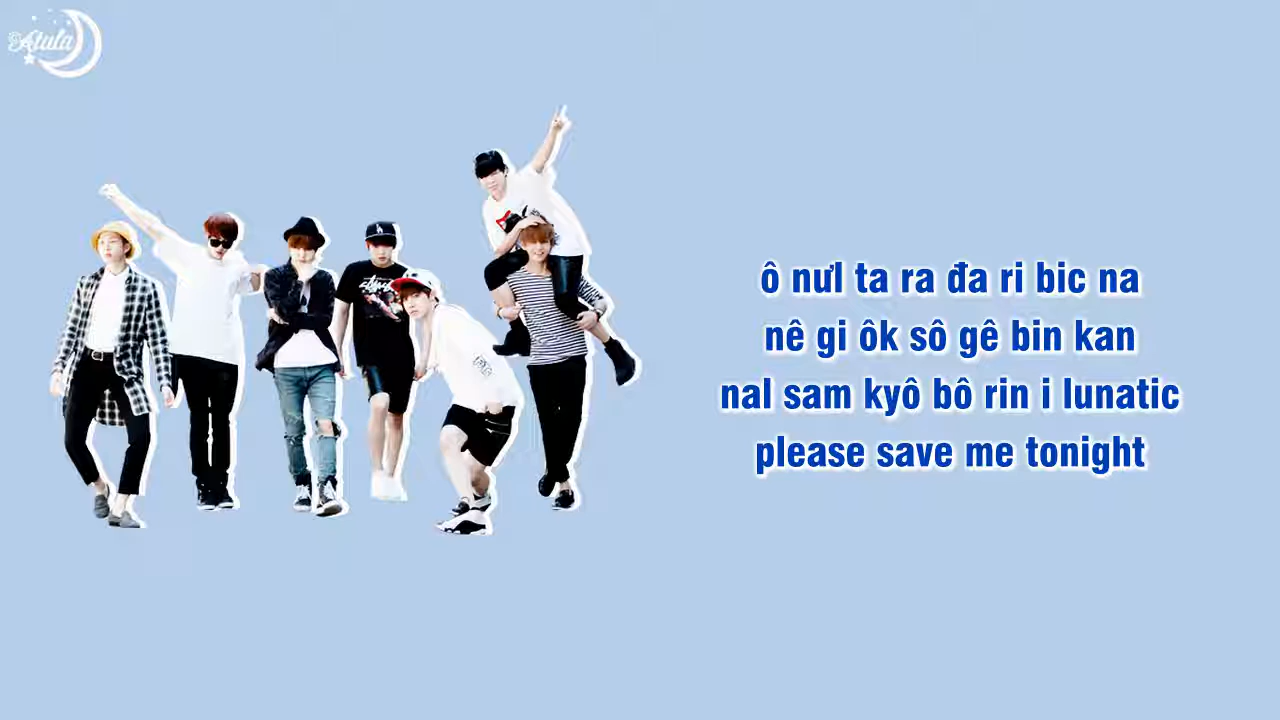 Alula
ô nưl ta ra đa ri bic na
nê gi ôk sô gê bin kan
nal sam kyô bô rin i lunatic
please save me tonight